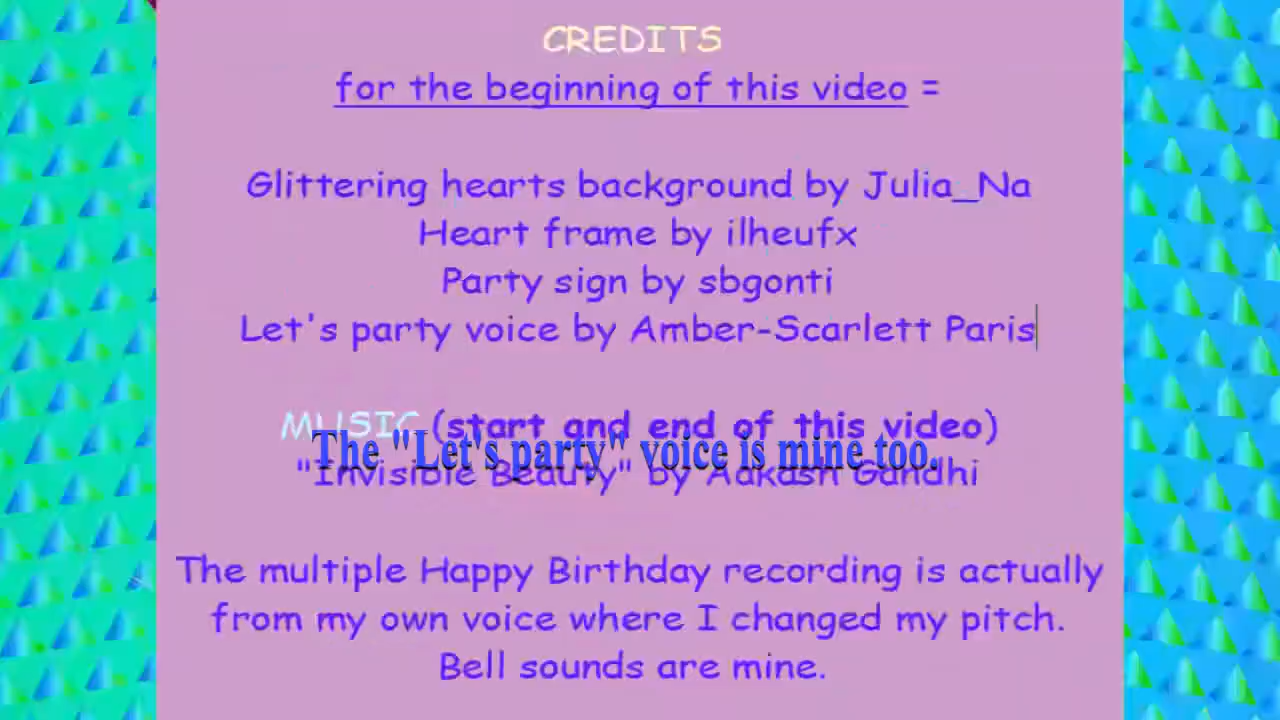 CREDITS
for the beginning of this video =
Glittering hearts background by Julia_Na
Heart frame by ilheufx
Party sign by sbgonti
Let's party voice by Amber-Scarlett Paris
MUSIC (start and end of this video)
The "Let's party" voice is mine too.
"Invisible Beauty" by Aakash Gandhi
The multiple Happy Birthday recording is actually
from my own voice where I changed my pitch.
Bell sounds are mine.